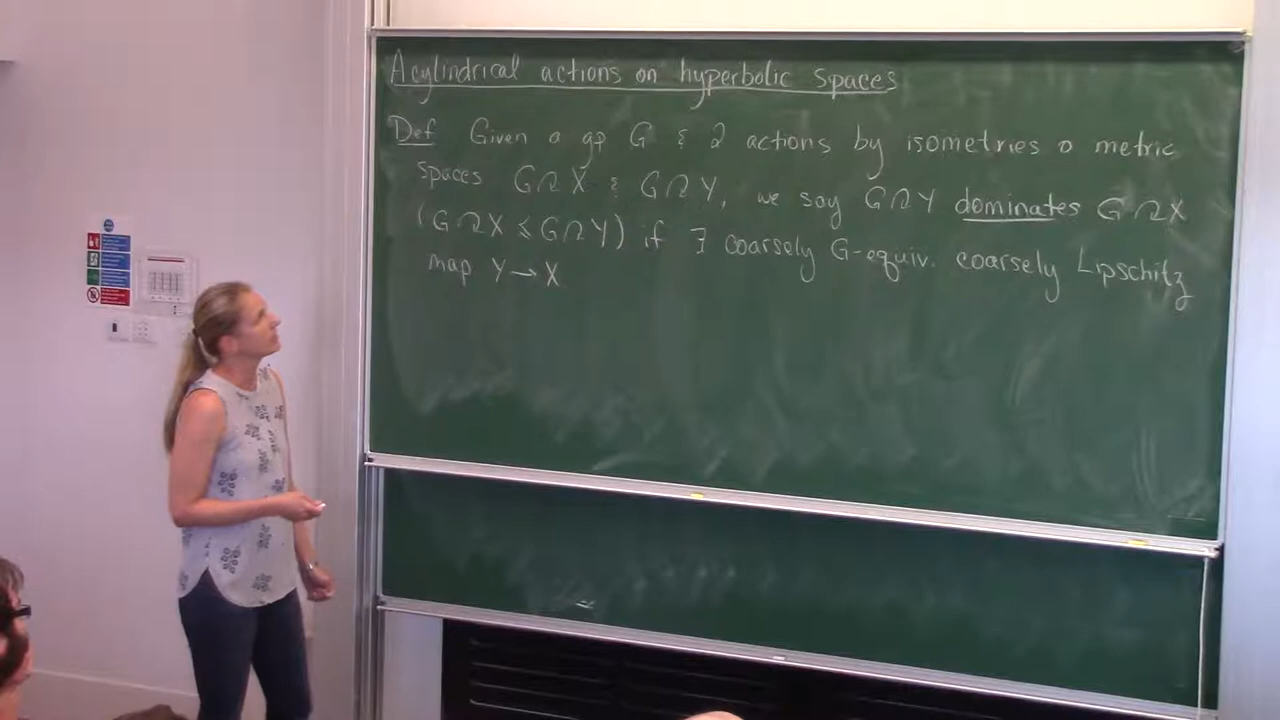 Acylindrical actions on hyperbolic spaces
Def Given a gp G & 2 actions by isometries o metric
spaces G↷X & G↷Y, we say G↷Y dominates G↷X
(G↷X ≤ G↷Y) if ∃ coarsely G-equiv. coarsely Lipschitz
map Y→X